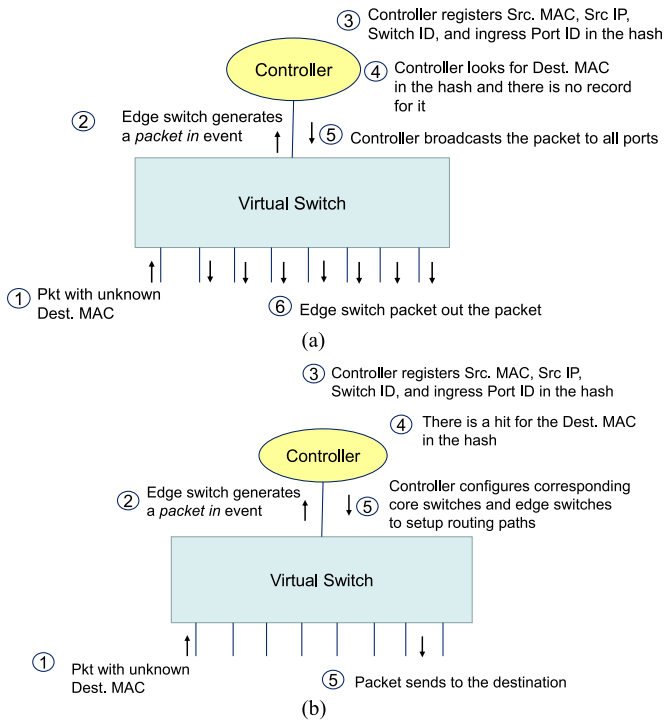 3 Controller registers Src. MAC, Src IP,
Switch ID, and ingress Port ID in the hash
Controller
4 Controller looks for Dest. MAC
in the hash and there is no record
for it
2 Edge switch generates
a packet in event
5 Controller broadcasts the packet to all ports
Virtual Switch
1 Pkt with unknown
Dest. MAC
6 Edge switch packet out the packet
(a)
3 Controller registers Src. MAC, Src IP,
Switch ID, and ingress Port ID in the hash
4 There is a hit for the Dest. MAC
in the hash
Controller
2 Edge switch generates
a packet in event
5 Controller configures corresponding
core switches and edge switches
to setup routing paths
Virtual Switch
1 Pkt with unknown
Dest. MAC
5 Packet sends to the destination
(b)